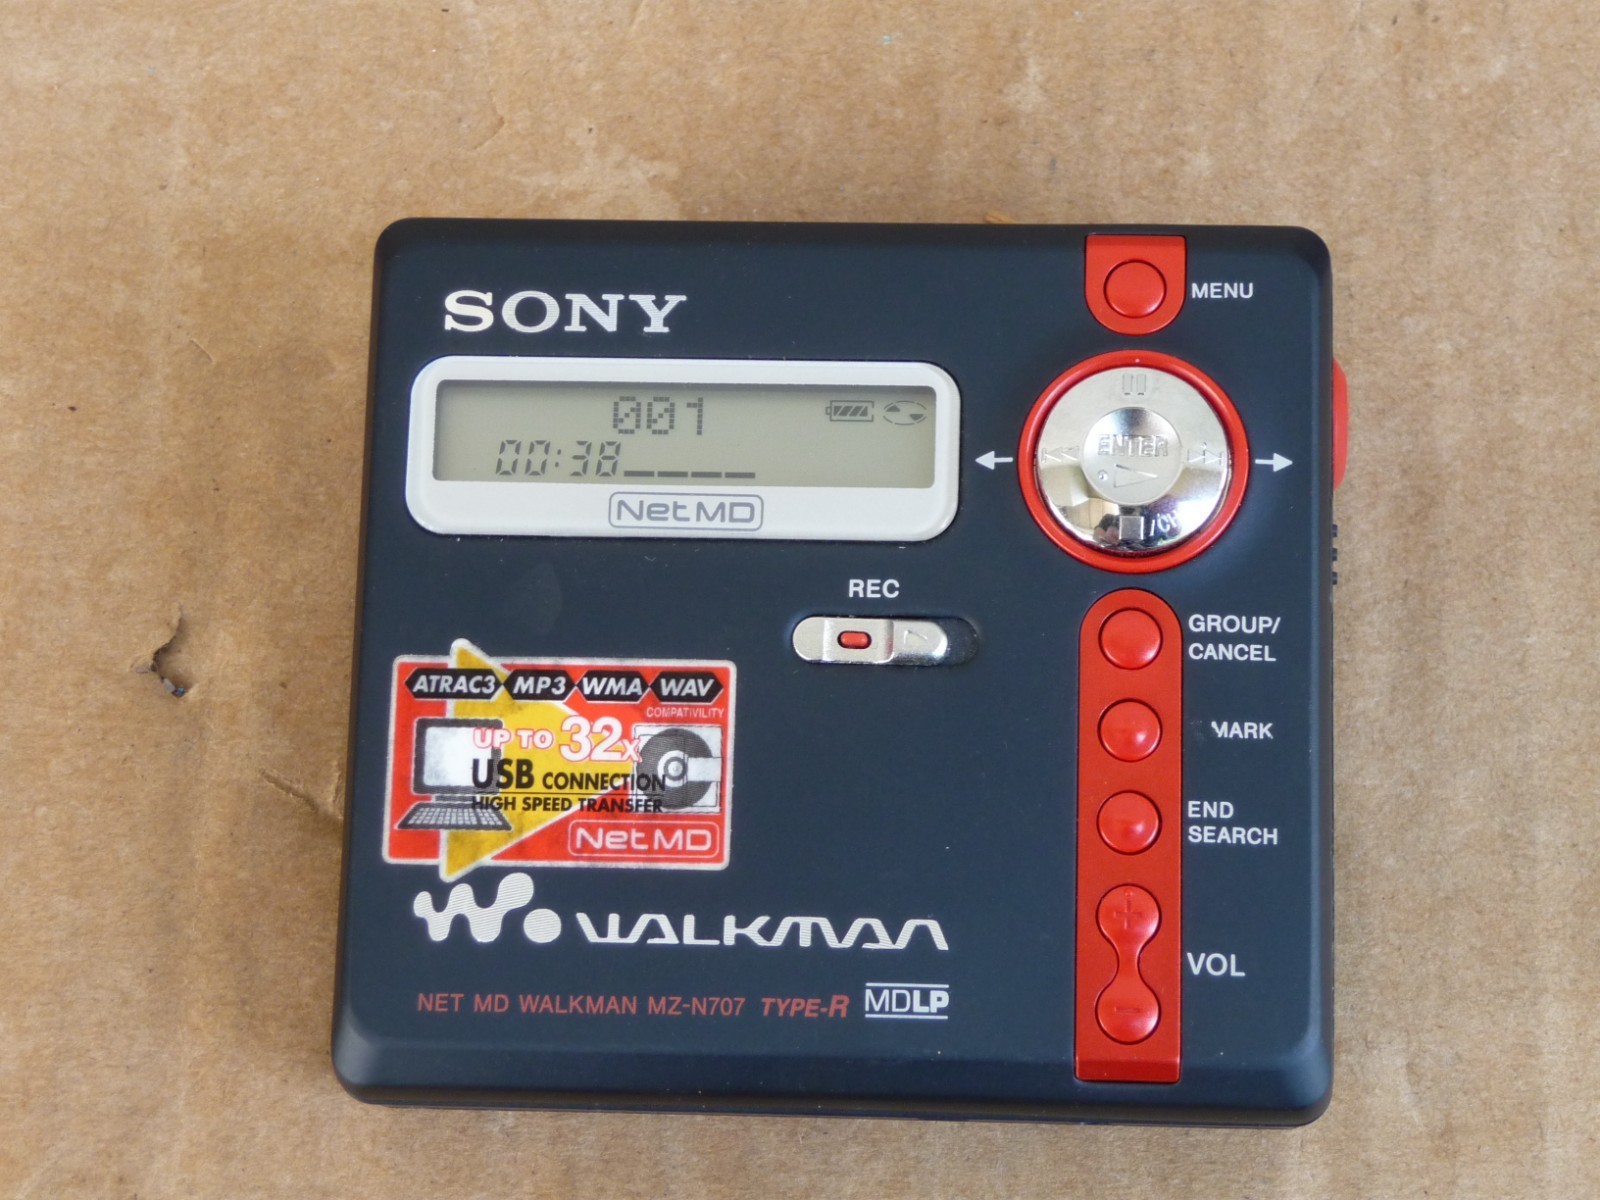 SONY
MENU
001
00:38
NetMD
ENTER
/CH
REC
GROUP/
CANCEL
MARK
END
SEARCH
VOL
ATRAC3 MP3 WMA WAV
COMPATIVILITY
UP TO 32x
USB CONNECTION
HIGH SPEED TRANSFER
NetMD
WALKMAN
NET MD WALKMAN MZ-N707 TYPE-R MDLP